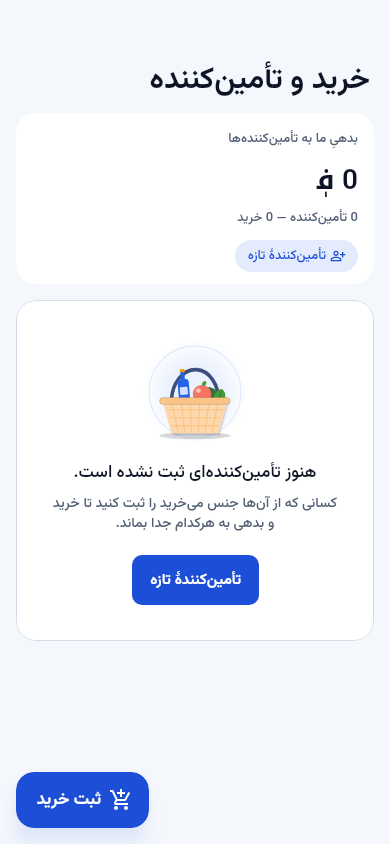 خرید و تأمین‌کننده
بدهیِ ما به تأمین‌کننده‌ها
0 ؋
0 تأمین‌کننده — 0 خرید
تأمین‌کنندهٔ تازه
هنوز تأمین‌کننده‌ای ثبت نشده است.
کسانی که از آن‌ها جنس می‌خرید را ثبت کنید تا خرید
و بدهی به هرکدام جدا بماند.
تأمین‌کنندهٔ تازه
ثبت خرید